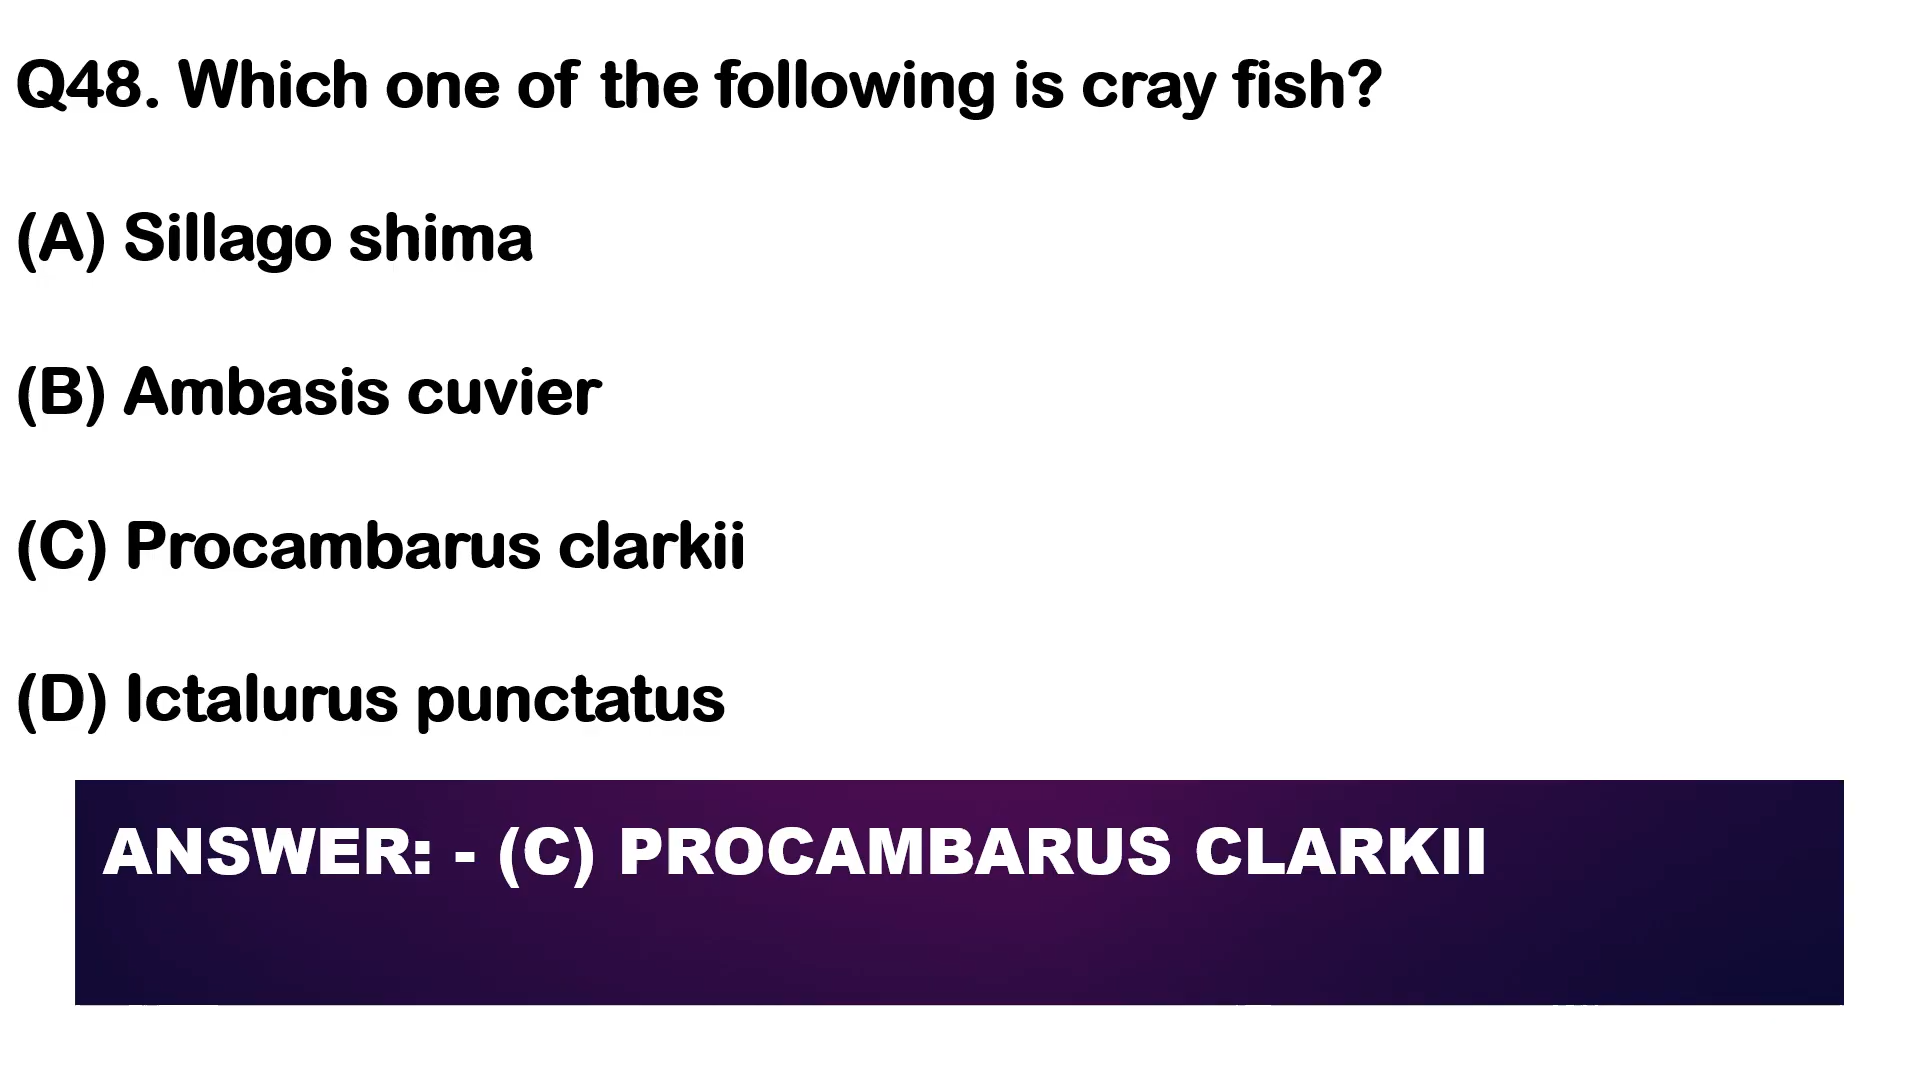 Q48. Which one of the following is cray fish?
(A) Sillago shima
(B) Ambasis cuvier
(C) Procambarus clarkii
(D) Ictalurus punctatus
ANSWER: - (C) PROCAMBARUS CLARKII